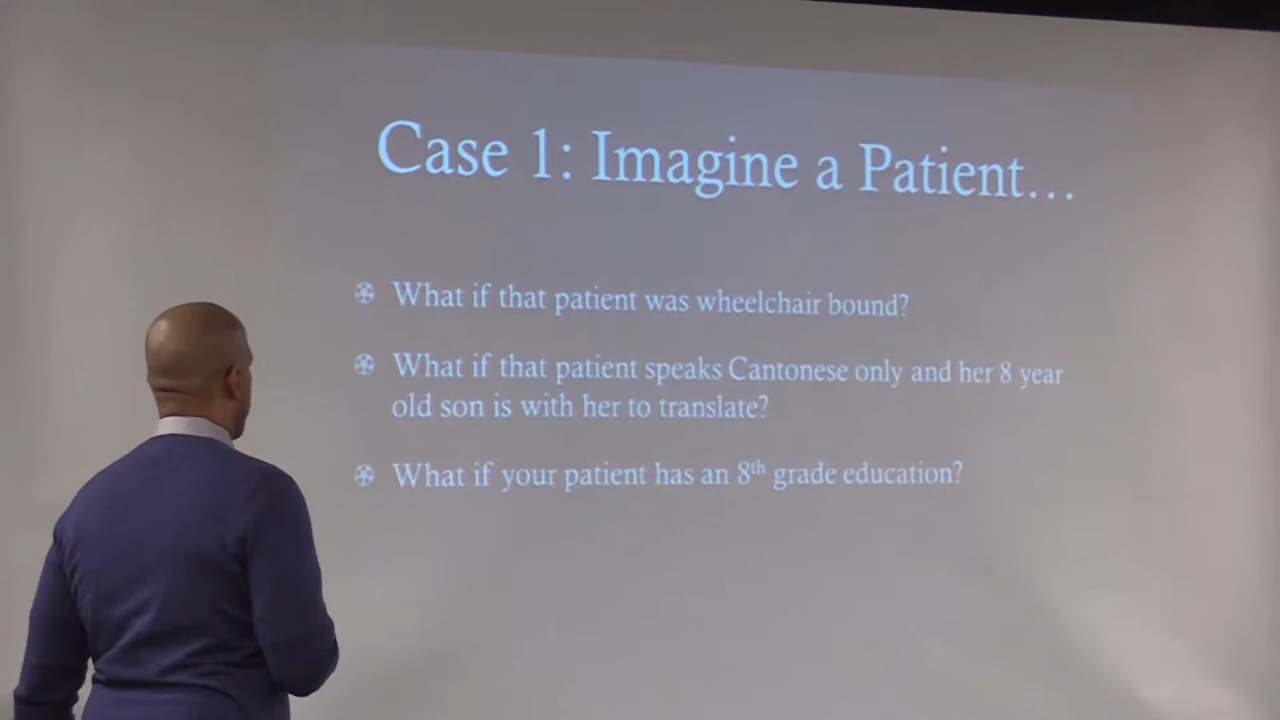 Case 1: Imagine a Patient...
What if that patient was wheelchair bound?
What if that patient speaks Cantonese only and her 8 year
old son is with her to translate?
What if your patient has an 8th grade education?